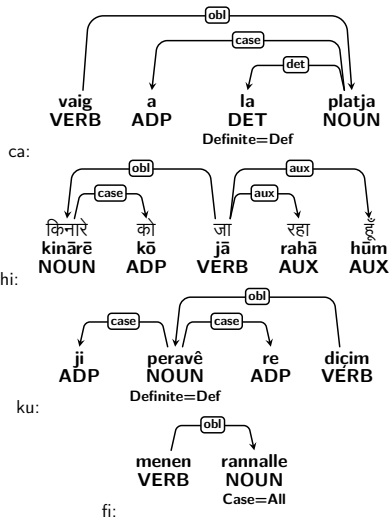 obl
case
det
vaig a la platja
VERB ADP DET NOUN
Definite=Def
ca:
obl aux
case aux
किनारे को जा रहा हूँ
kinārē kō jā rahā hūm̐
NOUN ADP VERB AUX AUX
hi:
obl
case case
ji peravê re diçim
ADP NOUN ADP VERB
Definite=Def
ku:
obl
menen rannalle
VERB NOUN
Case=All
fi: